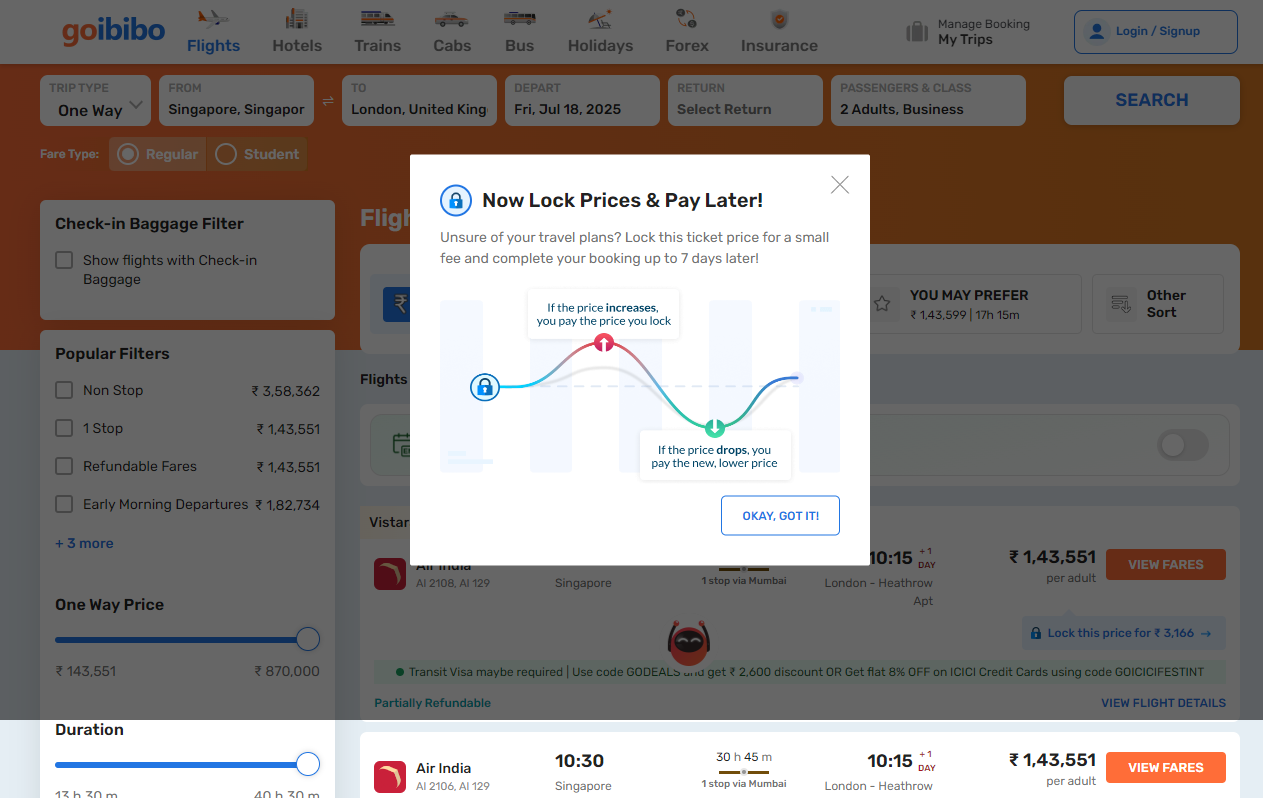 goibibo
Flights
Hotels
Trains
Cabs
Bus
Holidays
Forex
Insurance
Manage Booking
My Trips
Login / Signup
TRIP TYPE
One Way
FROM
Singapore, Singapor
TO
London, United King
DEPART
Fri, Jul 18, 2025
RETURN
Select Return
PASSENGERS & CLASS
2 Adults, Business
SEARCH
Fare Type:
Regular
Student
Check-in Baggage Filter
Show flights with Check-in
Baggage
Popular Filters
Non Stop ₹ 3,58,362
1 Stop ₹ 1,43,551
Refundable Fares ₹ 1,43,551
Early Morning Departures ₹ 1,82,734
+ 3 more
One Way Price
₹ 143,551 ₹ 870,000
Duration
13 h 30 m 40 h 30 m
Now Lock Prices & Pay Later!
Unsure of your travel plans? Lock this ticket price for a small
fee and complete your booking up to 7 days later!
If the price increases,
you pay the price you lock
If the price drops, you
pay the new, lower price
OKAY, GOT IT!
YOU MAY PREFER
₹ 1,43,599 | 17h 15m
Other
Sort
Flights
Air India
AI 2108, AI 129
Singapore
1 stop via Mumbai
10:15 + 1
DAY
London - Heathrow
Apt
₹ 1,43,551
per adult
VIEW FARES
Lock this price for ₹ 3,166 →
Transit Visa maybe required | Use code GODEALS and get ₹ 2,600 discount OR Get flat 8% OFF on ICICI Credit Cards using code GOICICIFESTINT
Partially Refundable
VIEW FLIGHT DETAILS
Air India
AI 2106, AI 129
10:30
Singapore
30 h 45 m
1 stop via Mumbai
10:15 + 1
DAY
London - Heathrow
₹ 1,43,551
per adult
VIEW FARES